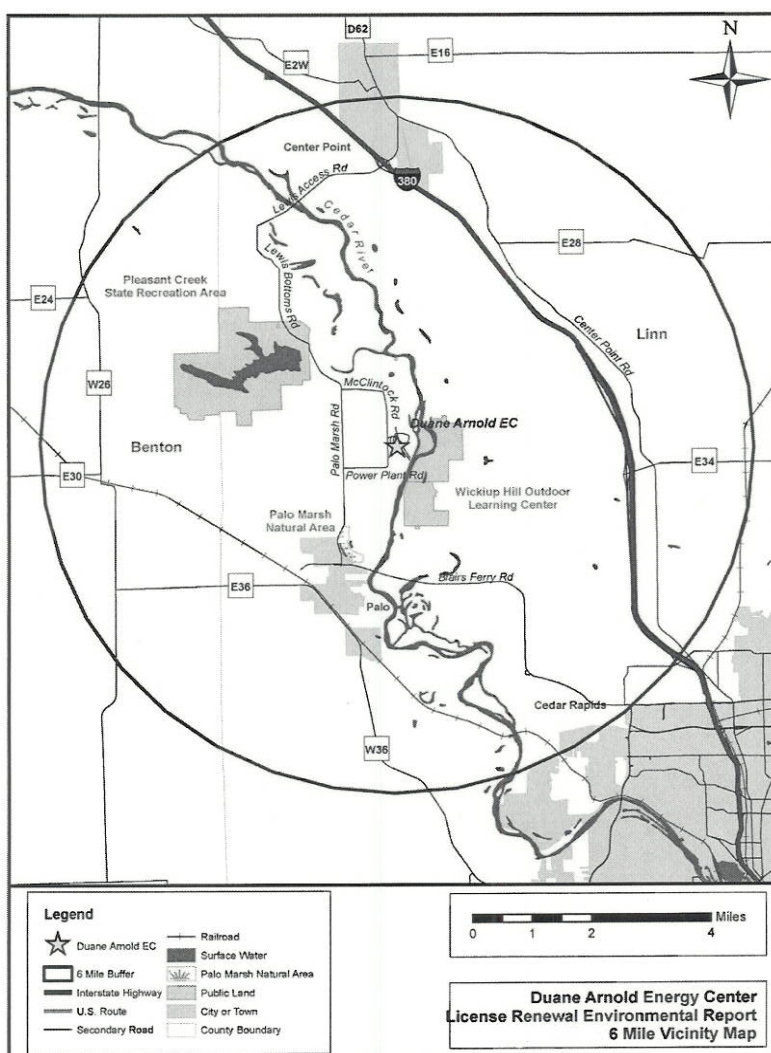 D62
E16
E2W
N
Center Point
Lewis Access Rd
380
Cedar River
E28
Lewis Bottoms Rd
Pleasant Creek
State Recreation Area
E24
Center Point Rd
Linn
W26
McClintock Rd
Duane Arnold EC
Palo Marsh Rd
Benton
E30
Power Plant Rd
E34
Wickiup Hill Outdoor
Learning Center
Palo Marsh
Natural Area
Blairs Ferry Rd
E36
Palo
Cedar Rapids
W36
Legend
Duane Arnold EC
6 Mile Buffer
Interstate Highway
U.S. Route
Secondary Road
Railroad
Surface Water
Palo Marsh Natural Area
Public Land
City or Town
County Boundary
Miles
0 1 2 4
Duane Arnold Energy Center
License Renewal Environmental Report
6 Mile Vicinity Map